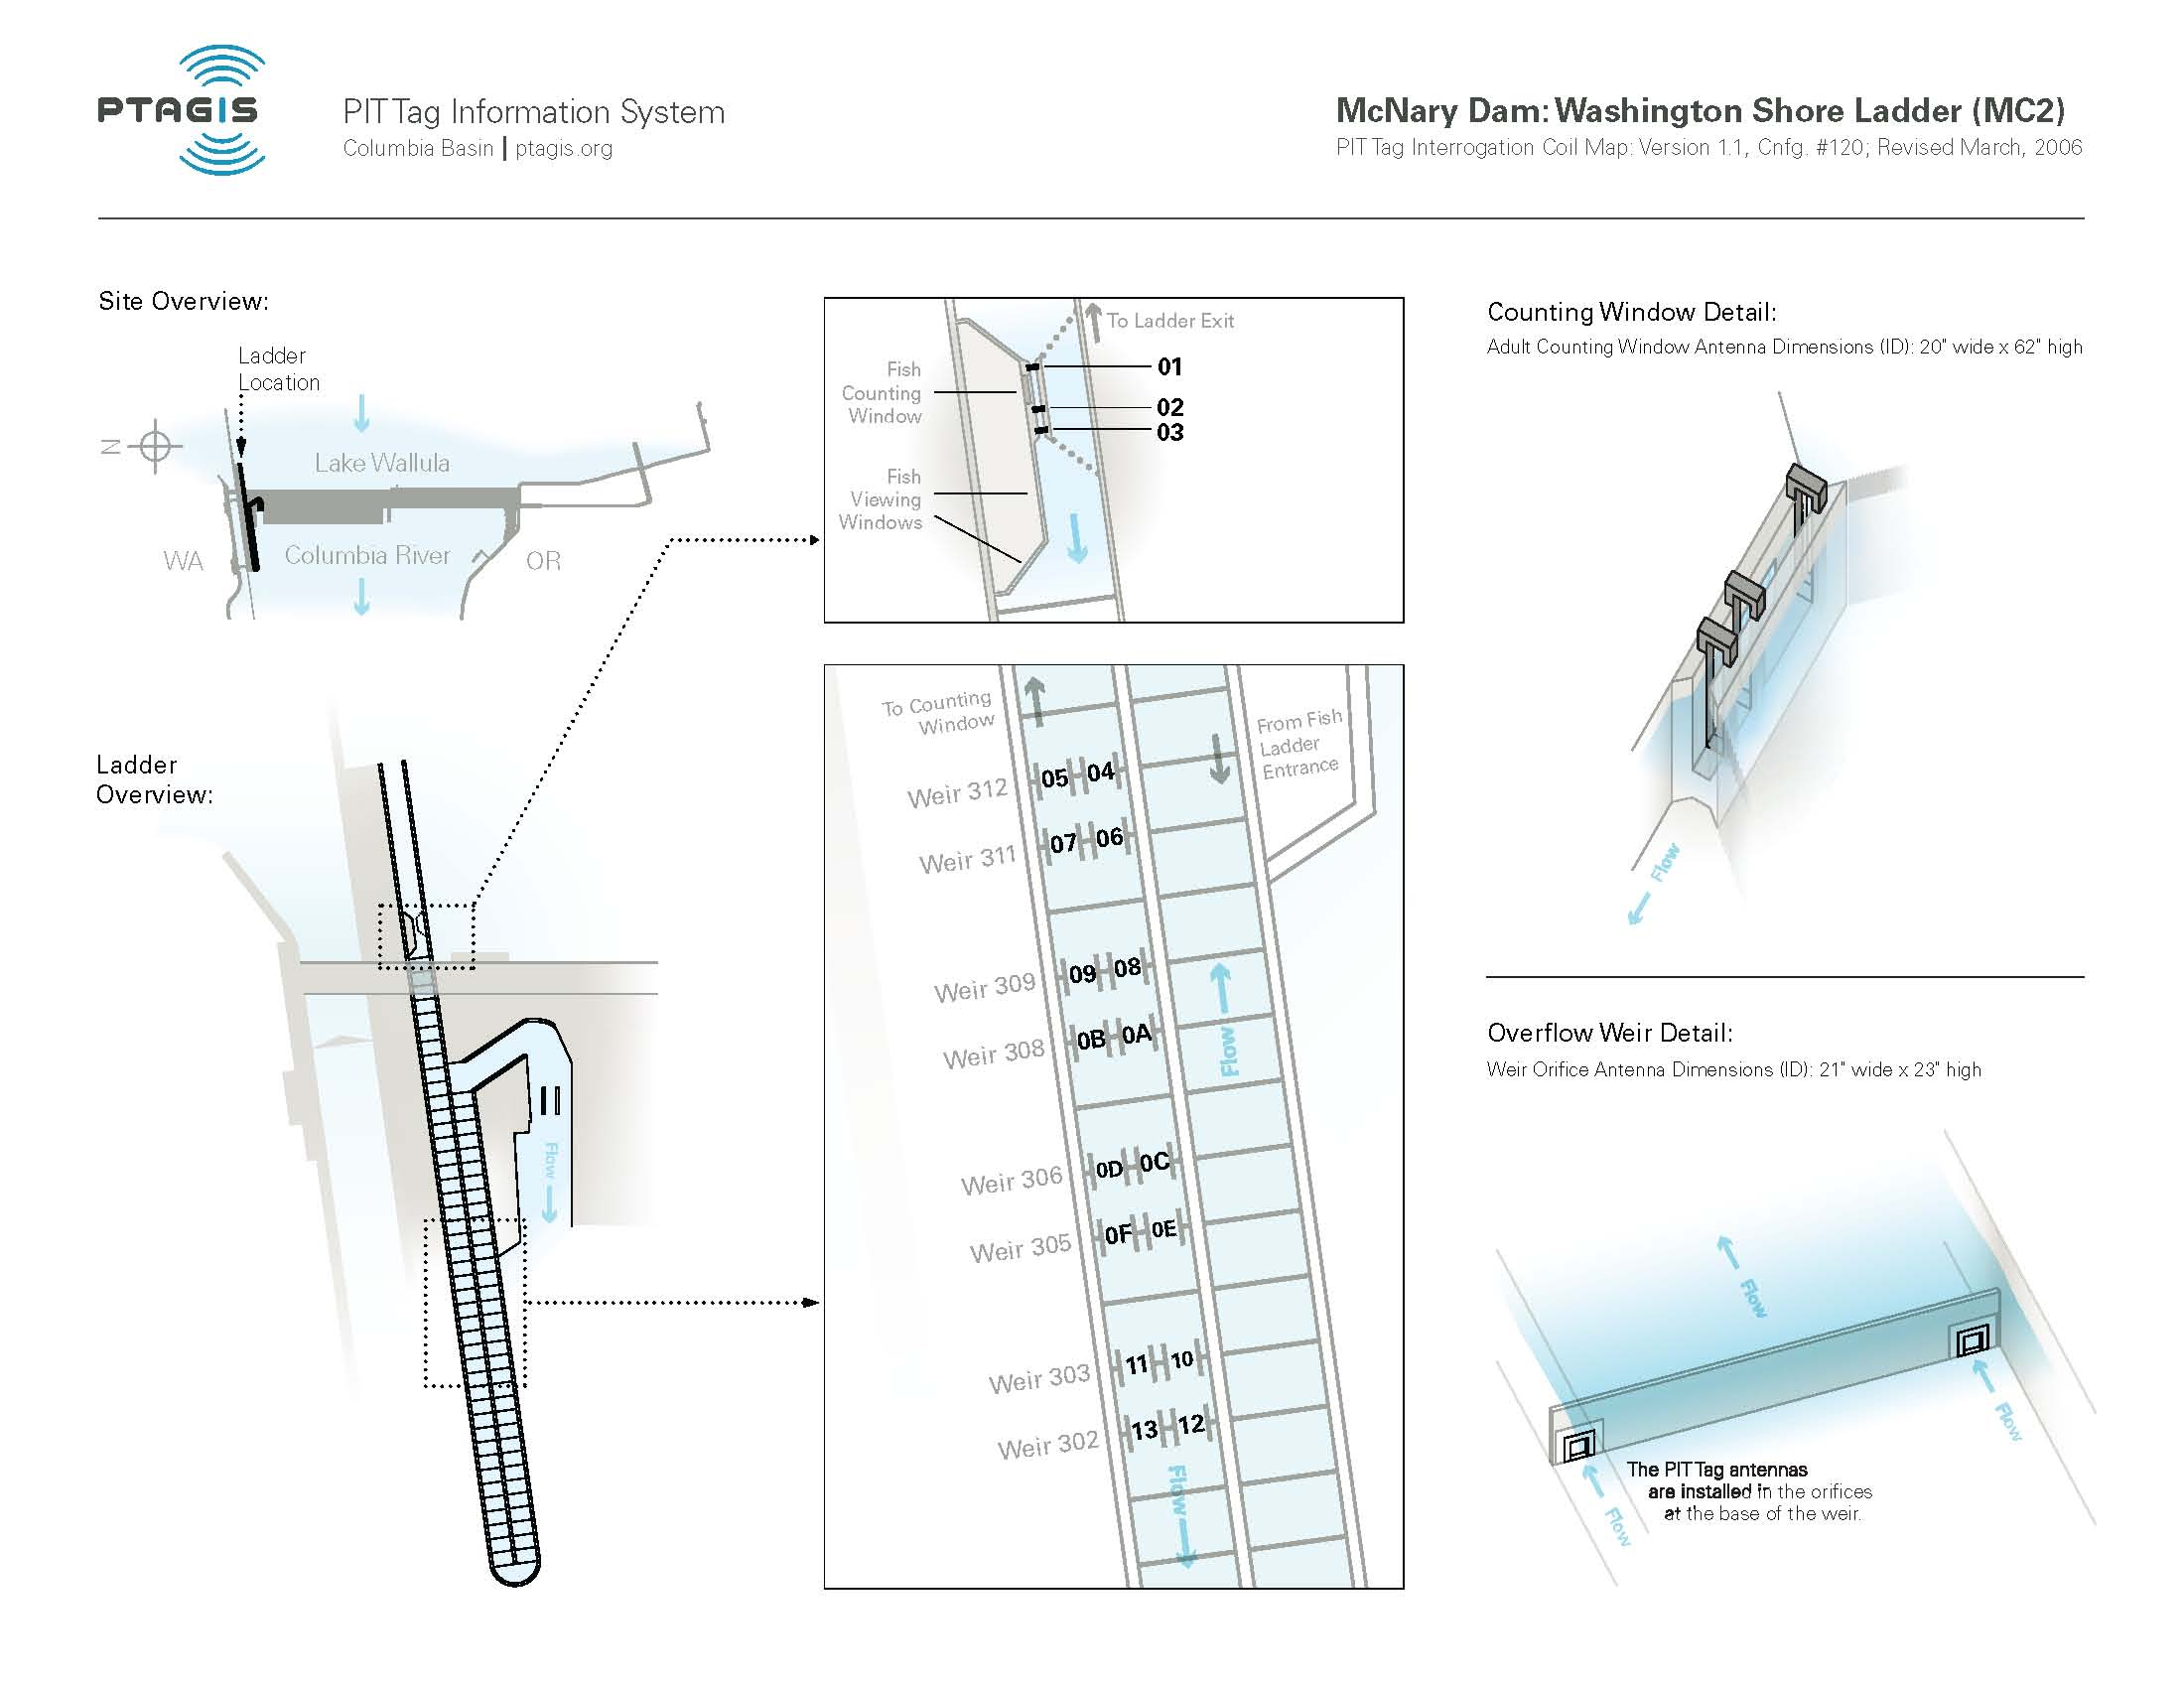 PTAGIS
PIT Tag Information System
Columbia Basin | ptagis.org
McNary Dam: Washington Shore Ladder (MC2)
PIT Tag Interrogation Coil Map: Version 1.1, Cnfg. #120; Revised March, 2006
Site Overview:
Ladder
Location
N
Lake Wallula
Columbia River
WA
OR
Ladder
Overview:
Flow
To Ladder Exit
Fish
Counting
Window
01
02
03
Fish
Viewing
Windows
To Counting
Window
From Fish
Ladder
Entrance
Weir 312
05 04
Weir 311
07 06
Weir 309
09 08
Weir 308
0B 0A
Flow
Weir 306
0D 0C
Weir 305
0F 0E
Weir 303
11 10
Weir 302
13 12
Flow
Counting Window Detail:
Adult Counting Window Antenna Dimensions (ID): 20" wide x 62" high
Flow
Overflow Weir Detail:
Weir Orifice Antenna Dimensions (ID): 21" wide x 23" high
Flow
Flow
Flow
The PIT Tag antennas
are installed in the orifices
at the base of the weir.